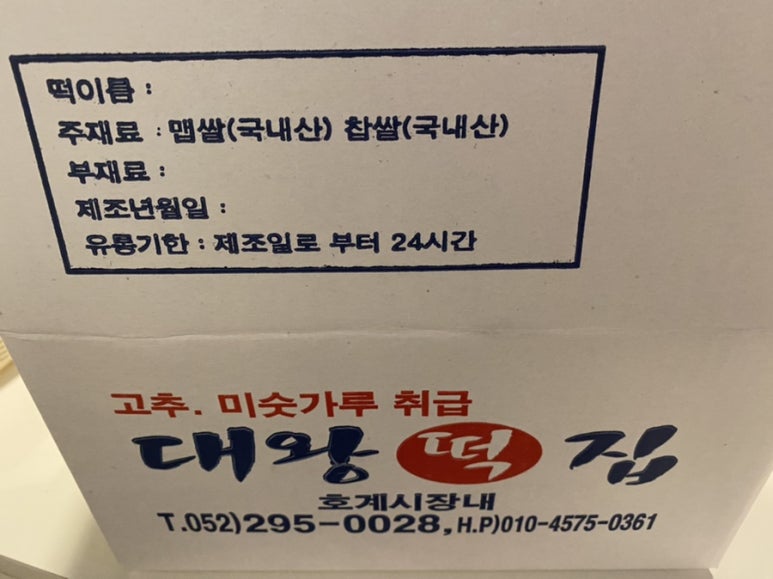 떡이름 :
주재료 : 맵쌀(국내산) 찹쌀(국내산)
부재료 :
제조년월일 :
유통기한 : 제조일로 부터 24시간
고추. 미숫가루 취급
대왕 떡 집
호계시장내
T.052)295-0028, H.P)010-4575-0361